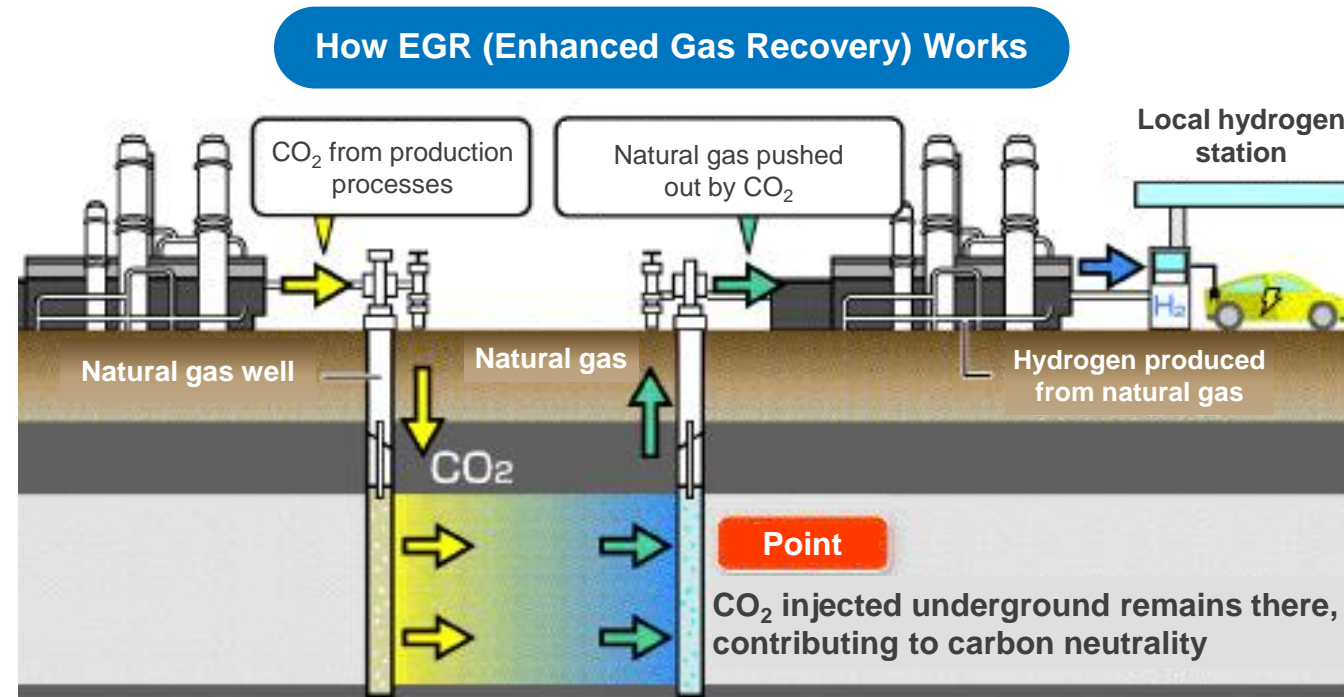 How EGR (Enhanced Gas Recovery) Works
CO₂ from production
processes
Natural gas pushed
out by CO₂
Local hydrogen
station
H₂
Natural gas well
Natural gas
Hydrogen produced
from natural gas
CO₂
Point
CO₂ injected underground remains there,
contributing to carbon neutrality